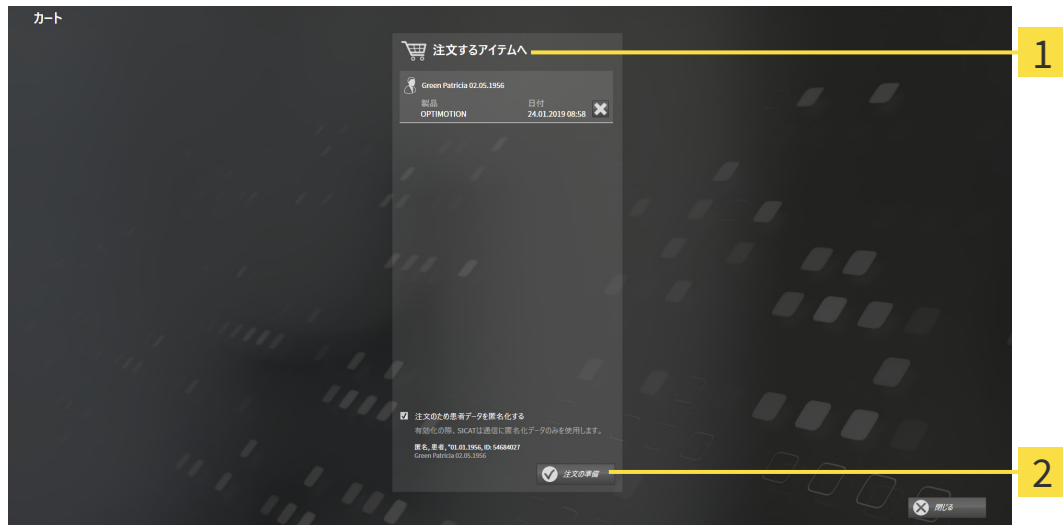 カート
注文するアイテムへ
1
Green Patricia 02.05.1956
製品 日付
OPTIMOTION 24.01.2019 08:58
注文のため患者データを匿名化する
有効化の際、SICATは通信に匿名化データのみを使用します。
匿名, 患者, *01.01.1956, ID: 54684027
Green Patricia 02.05.1956
注文の準備
2
閉じる